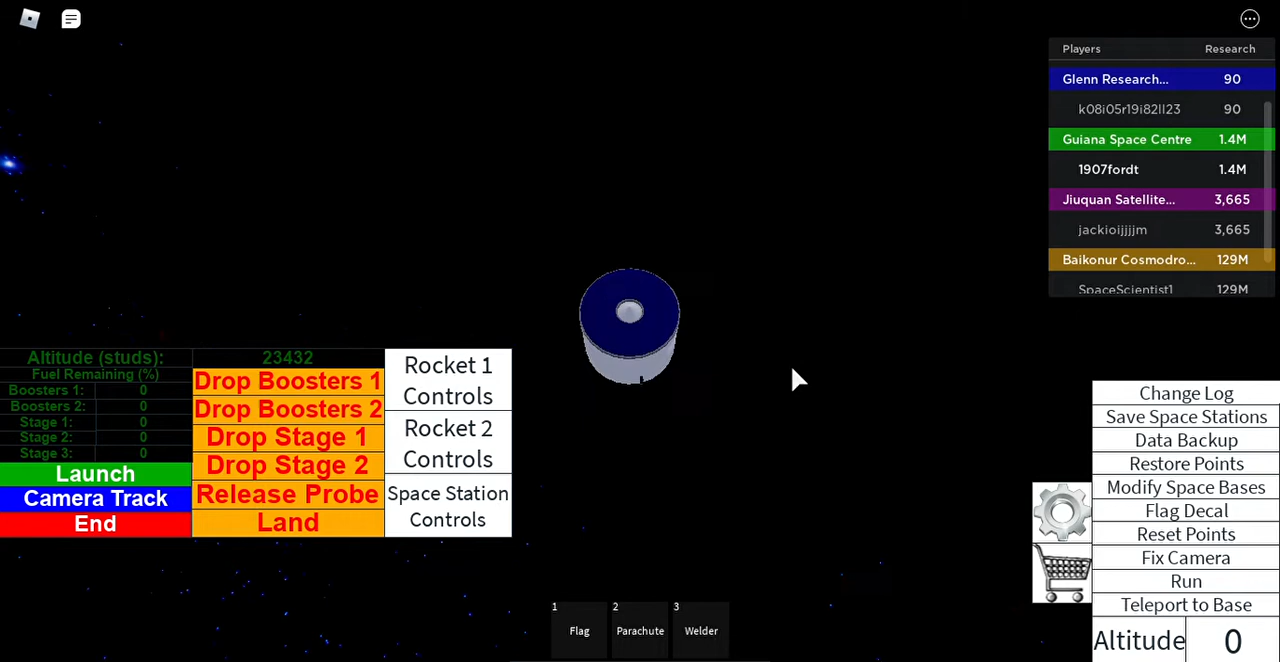 Players Research
Glenn Research... 90
k08i05r19i82ll23 90
Guiana Space Centre 1.4M
1907fordt 1.4M
Jiuquan Satellite... 3,665
jackioijjjjm 3,665
Baikonur Cosmodro... 129M
SpaceScientist1 129M
Altitude (studs): 23432
Fuel Remaining (%)
Boosters 1: 0
Boosters 2: 0
Stage 1: 0
Stage 2: 0
Stage 3: 0
Launch
Camera Track
End
Drop Boosters 1
Drop Boosters 2
Drop Stage 1
Drop Stage 2
Release Probe
Land
Rocket 1
Controls
Rocket 2
Controls
Space Station
Controls
Change Log
Save Space Stations
Data Backup
Restore Points
Modify Space Bases
Flag Decal
Reset Points
Fix Camera
Run
Teleport to Base
Altitude 0
1
Flag
2
Parachute
3
Welder